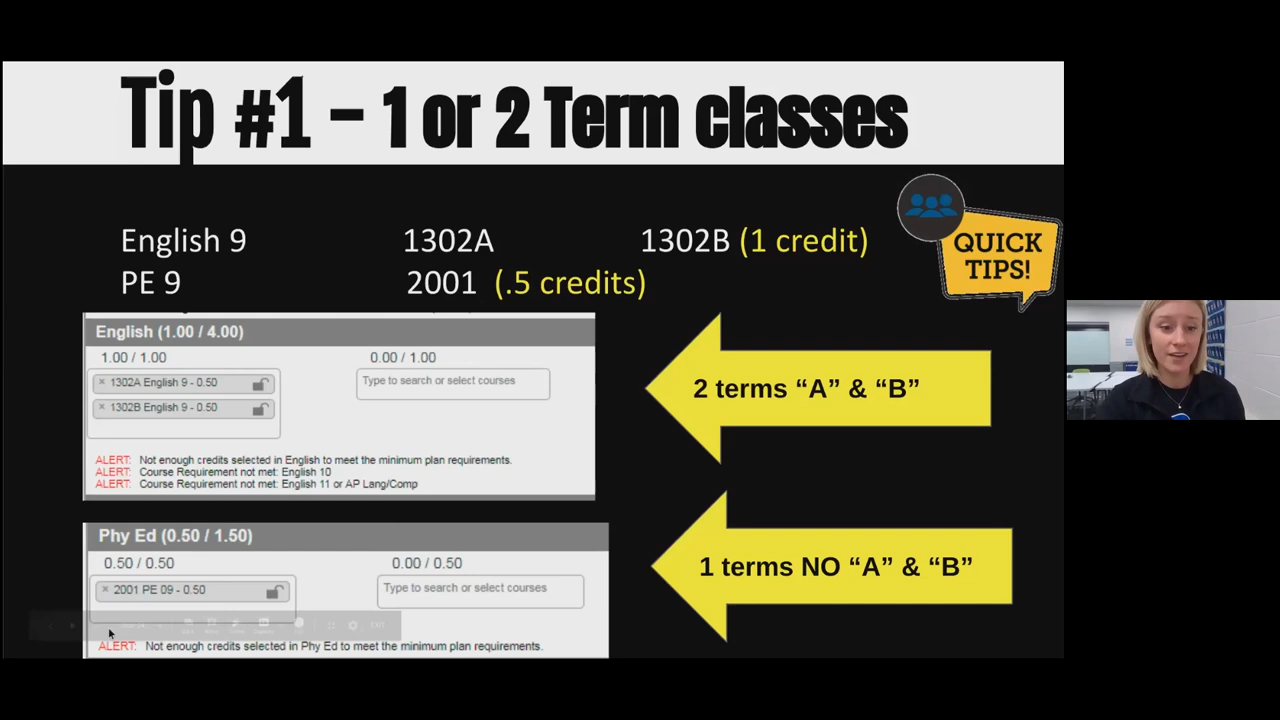 Tip #1 – 1 or 2 Term classes
English 9 1302A 1302B (1 credit)
PE 9 2001 (.5 credits)
QUICK
TIPS!
English (1.00 / 4.00)
1.00 / 1.00 0.00 / 1.00
× 1302A English 9 - 0.50 Type to search or select courses
× 1302B English 9 - 0.50
ALERT: Not enough credits selected in English to meet the minimum plan requirements.
ALERT: Course Requirement not met: English 10
ALERT: Course Requirement not met: English 11 or AP Lang/Comp
2 terms “A” & “B”
Phy Ed (0.50 / 1.50)
0.50 / 0.50 0.00 / 0.50
× 2001 PE 09 - 0.50 Type to search or select courses
ALERT: Not enough credits selected in Phy Ed to meet the minimum plan requirements.
1 terms NO “A” & “B”